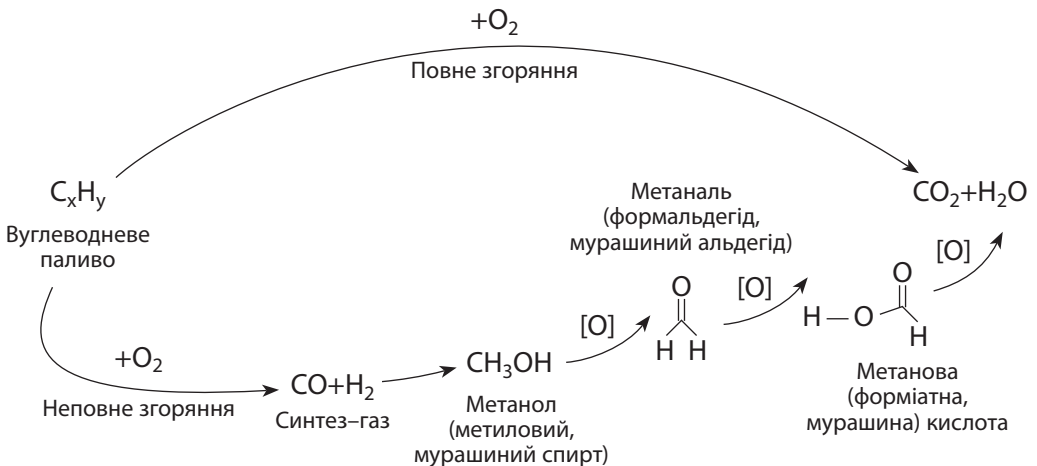 +O₂
Повне згоряння
CₓHᵧ
Вуглеводневе
паливо
+O₂
Неповне згоряння
CO+H₂
Синтез–газ
CH₃OH
Метанол
(метиловий,
мурашиний спирт)
[O]
Метаналь
(формальдегід,
мурашиний альдегід)
O
H H
[O]
O
H — O
H
Метанова
(форміатна,
мурашина) кислота
[O]
CO₂+H₂O